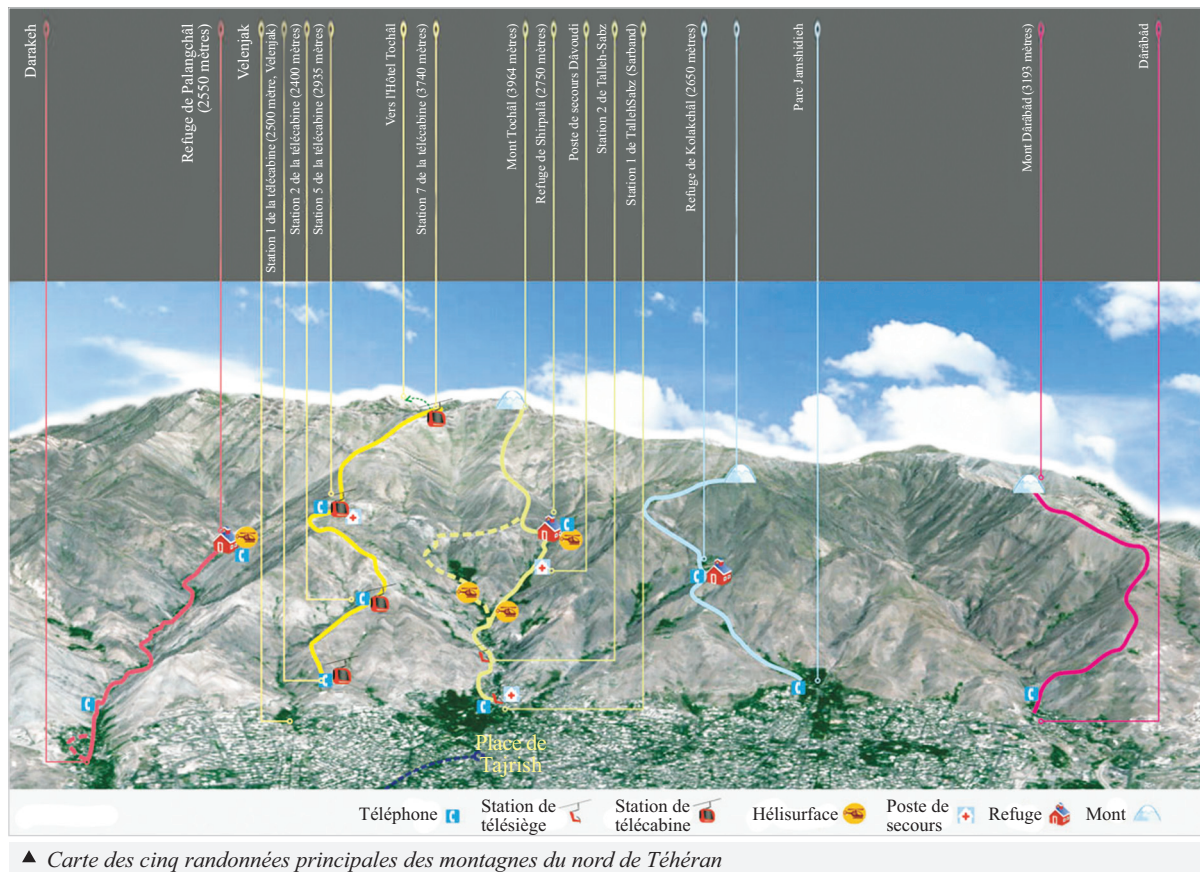 Darakeh
Refuge de Palangchâl
(2550 mètres)
Velenjak
Station 1 de la télécabine (2500 mètre, Velenjak)
Station 2 de la télécabine (2400 mètres)
Station 5 de la télécabine (2935 mètres)
Vers l'Hôtel Tochâl
Station 7 de la télécabine (3740 mètres)
Mont Tochâl (3964 mètres)
Refuge de Shirpalâ (2750 mètres)
Poste de secours Dâvoudi
Station 2 de Talleh-Sabz
Station 1 de TallehSabz (Sarband)
Refuge de Kolakchâl (2650 mètres)
Parc Jamshidieh
Mont Dârâbâd (3195 mètres)
Dârâbâd
Place de
Tajrish
Téléphone
Station de
télésiège
Station de
télécabine
Hélisurface
Poste de
secours
Refuge
Mont
▲ Carte des cinq randonnées principales des montagnes du nord de Téhéran